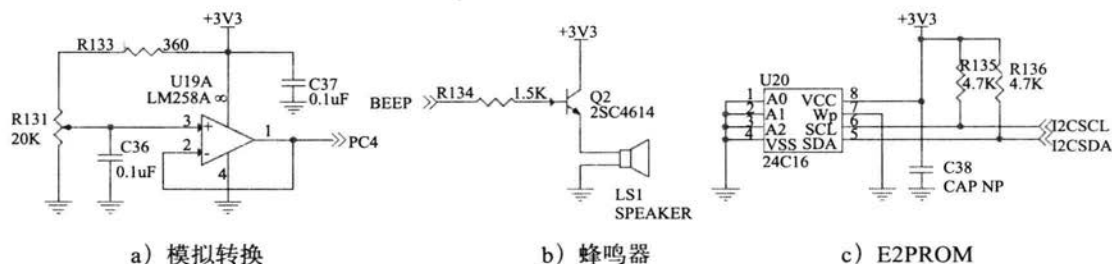 +3V3
R133 360
U19A
LM258A ∞
C37
0.1uF
R131
20K
3 +
1
PC4
2 -
C36
0.1uF
4
a）模拟转换
+3V3
BEEP R134 1.5K
Q2
2SC4614
LS1
SPEAKER
b）蜂鸣器
+3V3
R135
4.7K
R136
4.7K
U20
1 A0 VCC 8
2 A1 Wp 7
3 A2 SCL 6
4 VSS SDA 5
24C16
I2CSCL
I2CSDA
C38
CAP NP
c）E2PROM